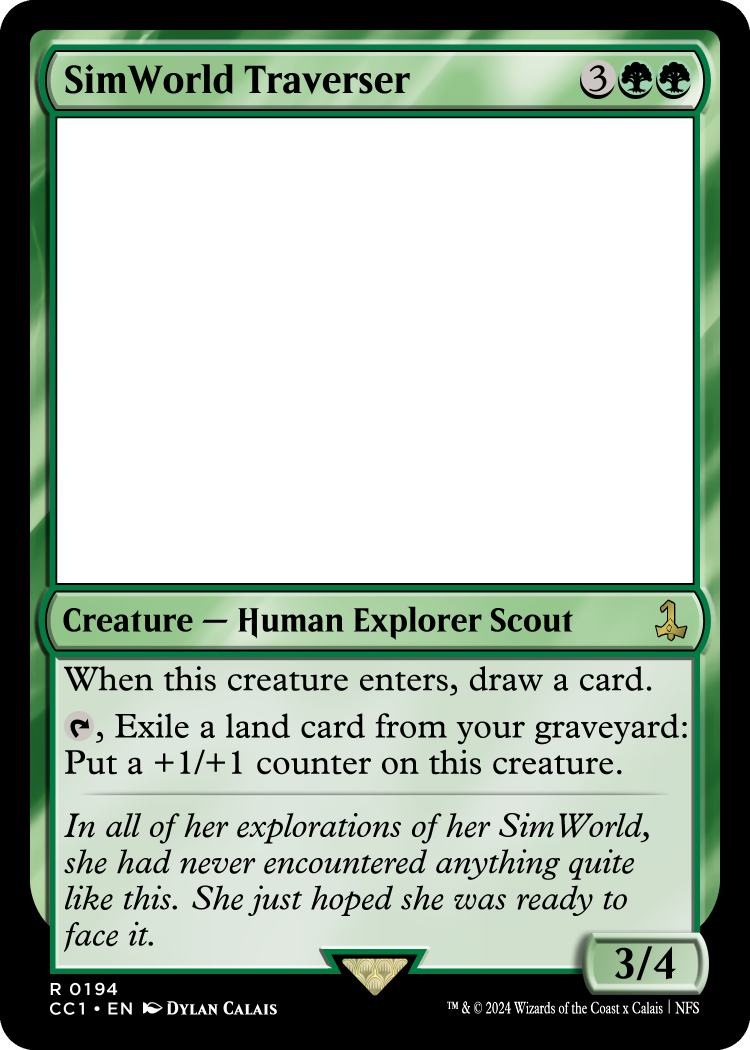 SimWorld Traverser 3
Creature — Human Explorer Scout
When this creature enters, draw a card.
, Exile a land card from your graveyard:
Put a +1/+1 counter on this creature.
In all of her explorations of her SimWorld,
she had never encountered anything quite
like this. She just hoped she was ready to
face it.
3/4
R 0194
CC1 • EN Dylan Calais
™ & © 2024 Wizards of the Coast x Calais | NFS